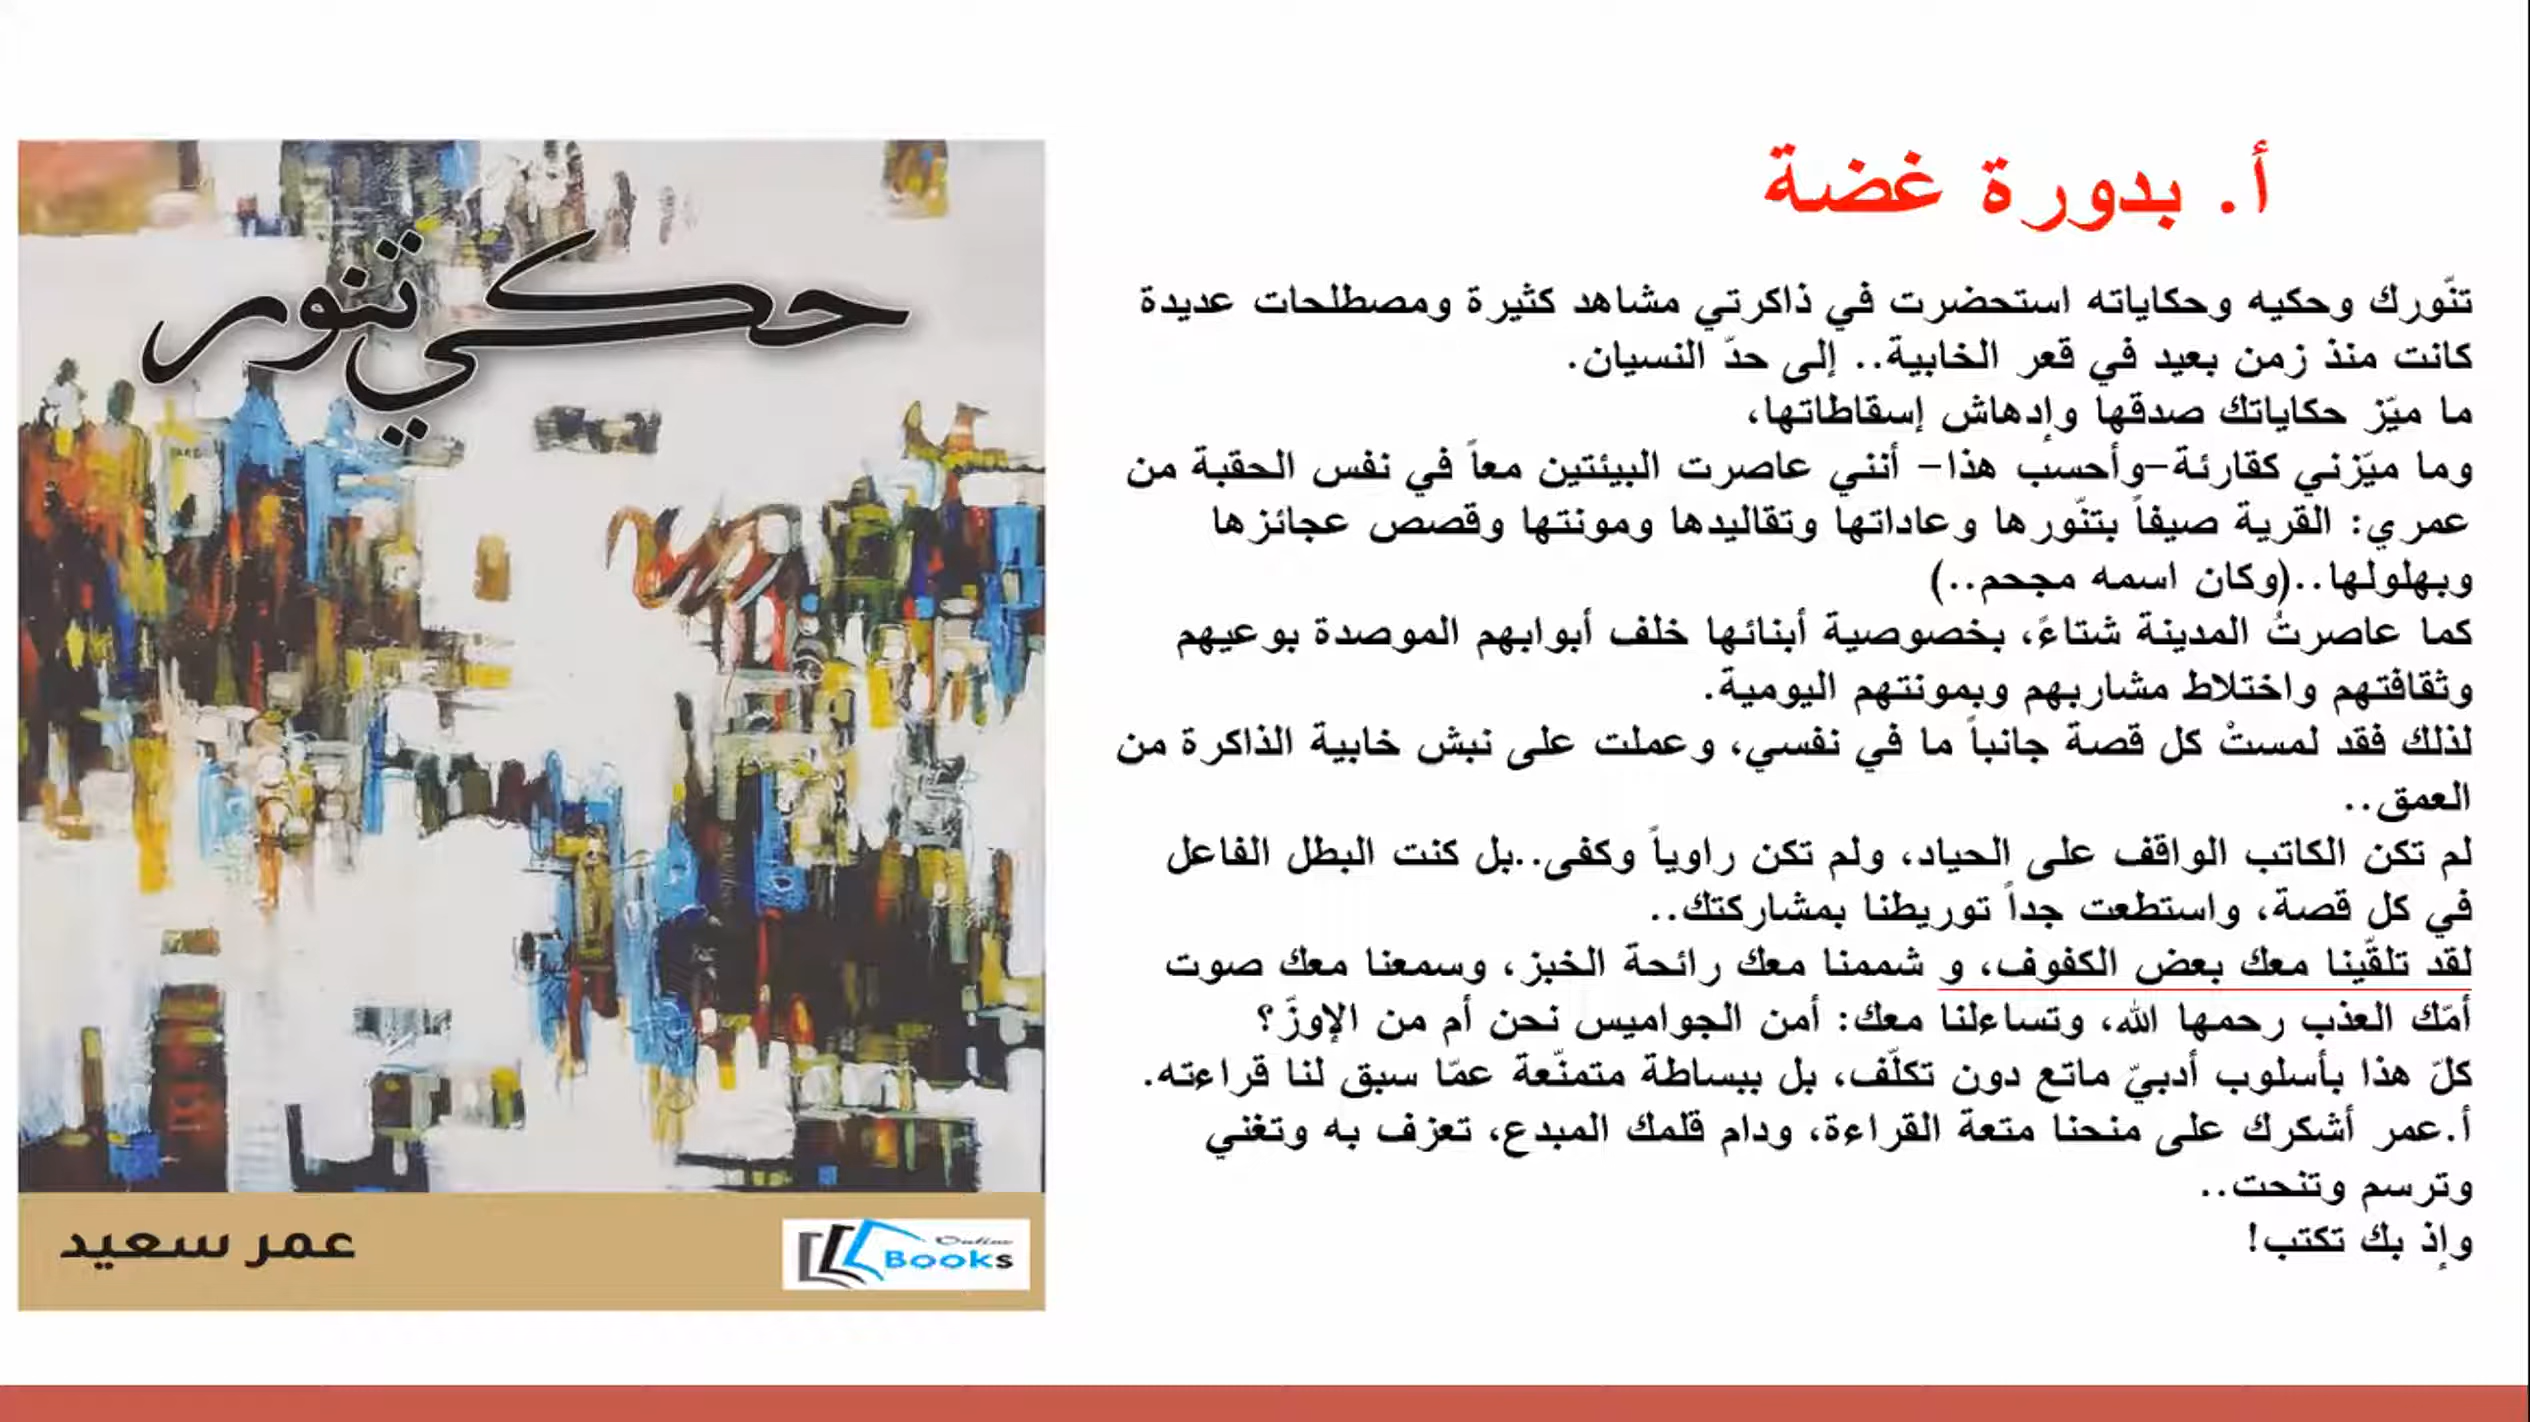 أ. بدورة غضة
تنّورك وحكيه وحكاياته استحضرت في ذاكرتي مشاهد كثيرة ومصطلحات عديدة
كانت منذ زمن بعيد في قعر الخابية.. إلى حدّ النسيان.
ما ميّز حكاياتك صدقها وإدهاش إسقاطاتها،
وما ميّزني كقارئة-وأحسب هذا- أنني عاصرت البيئتين معاً في نفس الحقبة من
عمري: القرية صيفاً بتنّورها وعاداتها وتقاليدها ومونتها وقصص عجائزها
وبهلولها..(وكان اسمه مجحم..)
كما عاصرتُ المدينة شتاءً، بخصوصية أبنائها خلف أبوابهم الموصدة بوعيهم
وثقافتهم واختلاط مشاربهم وبمونتهم اليومية.
لذلك فقد لمستْ كل قصة جانباً ما في نفسي، وعملت على نبش خابية الذاكرة من
العمق..
لم تكن الكاتب الواقف على الحياد، ولم تكن راوياً وكفى..بل كنت البطل الفاعل
في كل قصة، واستطعت جداً توريطنا بمشاركتك..
لقد تلقّينا معك بعض الكفوف، و شممنا معك رائحة الخبز، وسمعنا معك صوت
أمّك العذب رحمها الله، وتساءلنا معك: أمن الجواميس نحن أم من الإوزّ؟
كلّ هذا بأسلوب أدبيّ ماتع دون تكلّف، بل ببساطة متمنّعة عمّا سبق لنا قراءته.
أ.عمر أشكرك على منحنا متعة القراءة، ودام قلمك المبدع، تعزف به وتغني
وترسم وتنحت..
وإذ بك تكتب!
حكي تنور
عمر سعيد
Online
Books